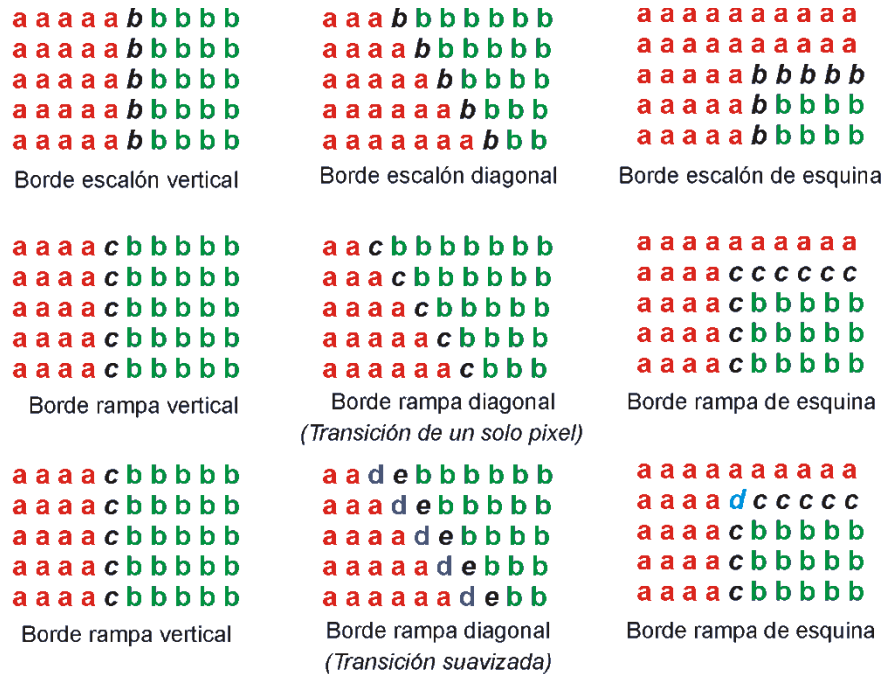 a a a a a b b b b b
a a a a a b b b b b
a a a a a b b b b b
a a a a a b b b b b
a a a a a b b b b b
Borde escalón vertical
a a a b b b b b b b
a a a a b b b b b b
a a a a a b b b b b
a a a a a a b b b b
a a a a a a a b b b
Borde escalón diagonal
a a a a a a a a a a
a a a a a a a a a a
a a a a a b b b b b
a a a a a b b b b b
a a a a a b b b b b
Borde escalón de esquina
a a a a c b b b b b
a a a a c b b b b b
a a a a c b b b b b
a a a a c b b b b b
a a a a c b b b b b
Borde rampa vertical
a a c b b b b b b b
a a a c b b b b b b
a a a a c b b b b b
a a a a a c b b b b
a a a a a a c b b b
Borde rampa diagonal
(Transición de un solo pixel)
a a a a a a a a a a
a a a a c c c c c c
a a a a c b b b b b
a a a a c b b b b b
a a a a c b b b b b
Borde rampa de esquina
a a a a c b b b b b
a a a a c b b b b b
a a a a c b b b b b
a a a a c b b b b b
a a a a c b b b b b
Borde rampa vertical
a a d e b b b b b b
a a a d e b b b b b
a a a a d e b b b b
a a a a a d e b b b
a a a a a a d e b b
Borde rampa diagonal
(Transición suavizada)
a a a a a a a a a a
a a a a d c c c c c
a a a a c b b b b b
a a a a c b b b b b
a a a a c b b b b b
Borde rampa de esquina